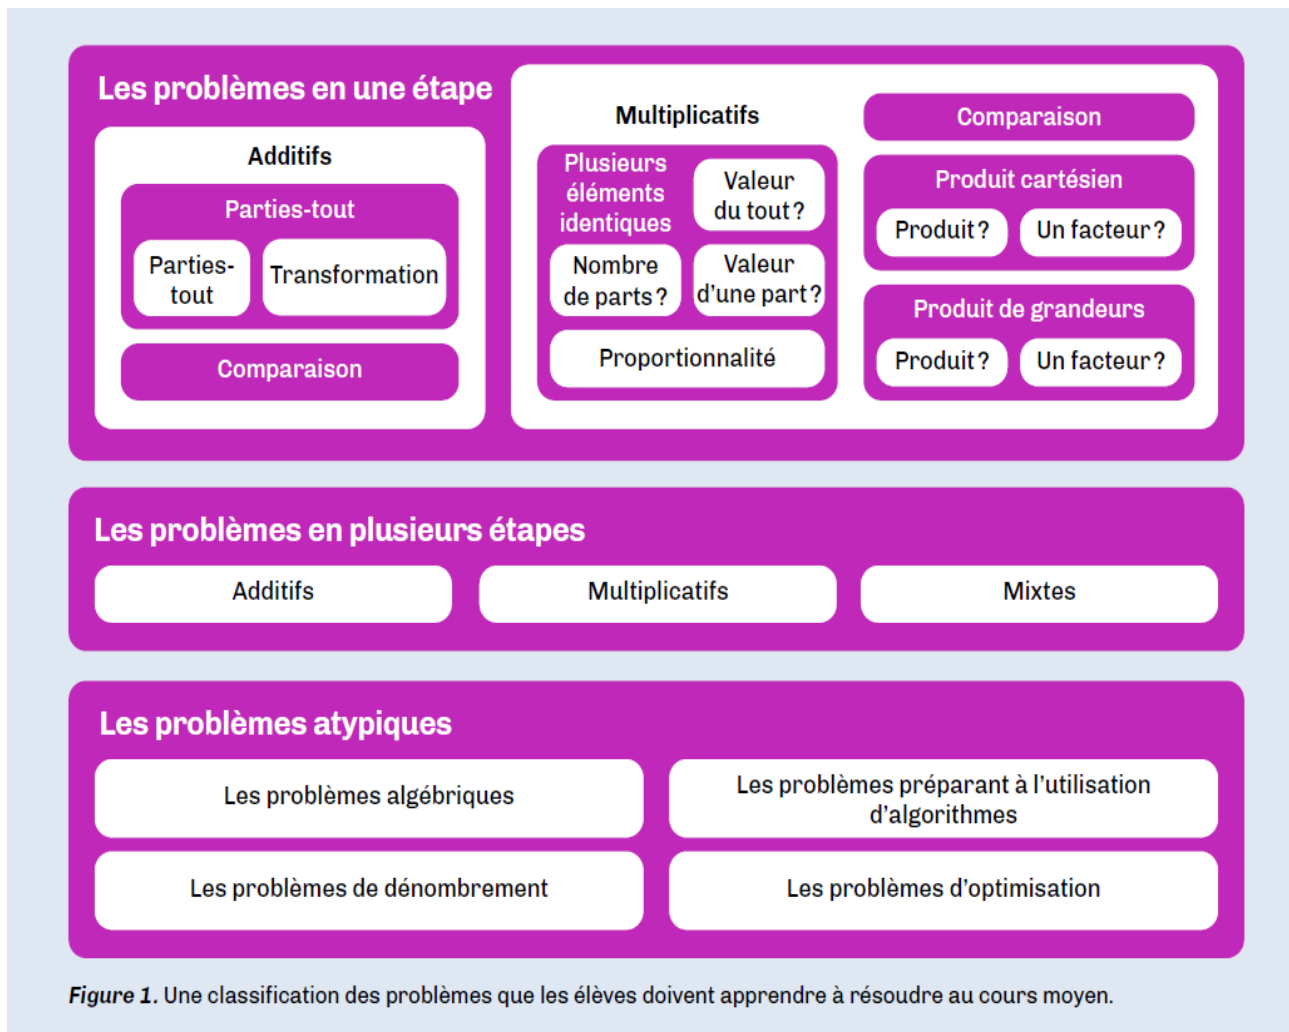 Les problèmes en une étape
Additifs
Parties-tout
Parties-
tout
Transformation
Comparaison
Multiplicatifs
Plusieurs
éléments
identiques
Valeur
du tout ?
Nombre
de parts ?
Valeur
d’une part ?
Proportionnalité
Comparaison
Produit cartésien
Produit ?
Un facteur ?
Produit de grandeurs
Produit ?
Un facteur ?
Les problèmes en plusieurs étapes
Additifs
Multiplicatifs
Mixtes
Les problèmes atypiques
Les problèmes algébriques
Les problèmes préparant à l’utilisation
d’algorithmes
Les problèmes de dénombrement
Les problèmes d’optimisation
Figure 1. Une classification des problèmes que les élèves doivent apprendre à résoudre au cours moyen.